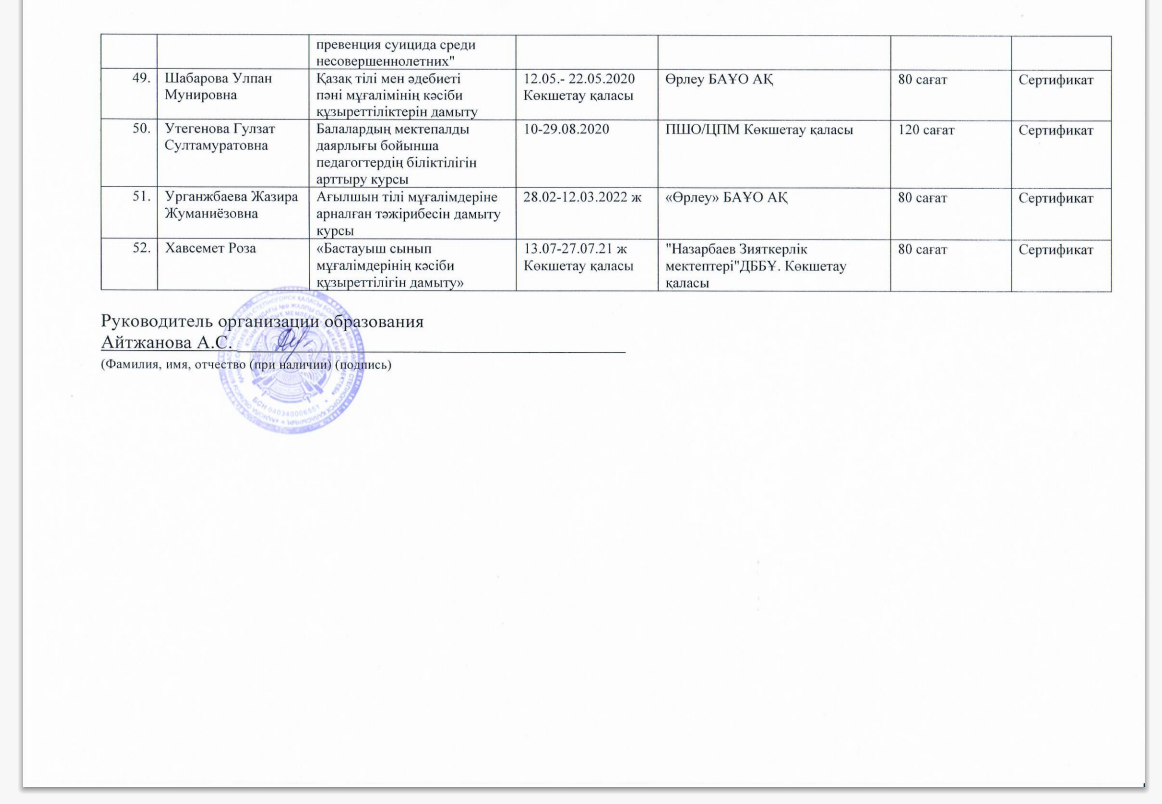 превенция суицида среди
несовершеннолетних"
49. Шабарова Улпан Мунировна Қазақ тілі мен әдебиеті пәні мұғалімінің кәсіби құзыреттіліктерін дамыту 12.05.- 22.05.2020 Көкшетау қаласы Өрлеу БАҰО АҚ 80 сағат Сертификат
50. Утегенова Гулзат Султамуратовна Балалардың мектепалды даярлығы бойынша педагогтердің біліктілігін арттыру курсы 10-29.08.2020 ПШО/ЦПМ Көкшетау қаласы 120 сағат Сертификат
51. Урганжбаева Жазира Жуманиёзовна Ағылшын тілі мұғалімдеріне арналған тәжірибесін дамыту курсы 28.02-12.03.2022 ж «Өрлеу» БАҰО АҚ 80 сағат Сертификат
52. Хавсемет Роза «Бастауыш сынып мұғалімдерінің кәсіби құзыреттілігін дамыту» 13.07-27.07.21 ж Көкшетау қаласы "Назарбаев Зияткерлік мектептері"ДББҰ. Көкшетау қаласы 80 сағат Сертификат
Руководитель организации образования
Айтжанова А.С.
(Фамилия, имя, отчество (при наличии) (подпись)